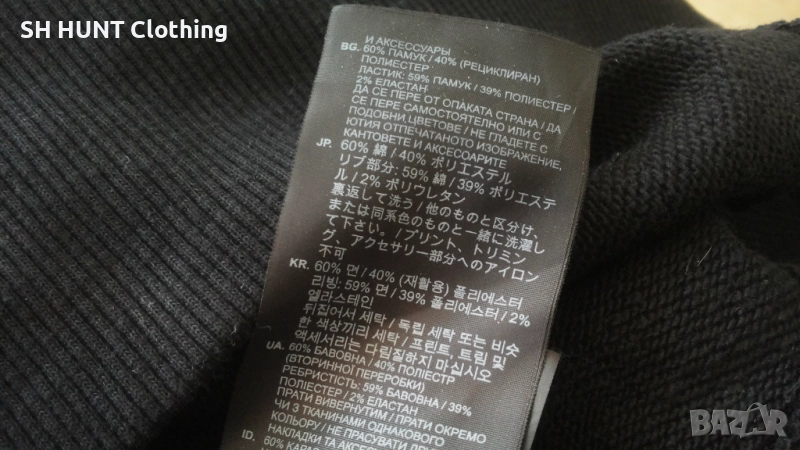 SH HUNT Clothing
И АКСЕССУАРЫ
BG. 60% ПАМУК / 40% (РЕЦИКЛИРАН)
ПОЛИЕСТЕР
ЛАСТИК: 59% ПАМУК / 39% ПОЛИЕСТЕР /
2% ЕЛАСТАН
ДА СЕ ПЕРЕ ОТ ОПАКАТА СТРАНА / ДА
СЕ ПЕРЕ САМОСТОЯТЕЛНО ИЛИ С
ПОДОБНИ ЦВЕТОВЕ / НЕ ГЛАДЕТЕ С
ЮТИЯ ОТПЕЧАТАНОТО ИЗОБРАЖЕНИЕ,
КАНТОВЕТЕ И АКСЕСОАРИТЕ
JP. 60% 綿 / 40% ポリエステル
リブ部分: 59% 綿 / 39% ポリエステ
ル / 2% ポリウレタン
裏返して洗う / 他のものと区分け、
または同系色のものと一緒に洗濯し
て下さい。 / プリント、トリミン
グ、アクセサリー部分へのアイロン
不可
KR. 60% 면 / 40% (재활용) 폴리에스터
리빙: 59% 면 / 39% 폴리에스터 / 2%
엘라스테인
뒤집어서 세탁 / 독립 세탁 또는 비슷
한 색상끼리 세탁 / 프린트, 트림 및
액세서리는 다림질하지 마십시오
UA. 60% БАВОВНА / 40% ПОЛІЕСТР
(ВТОРИННОЇ ПЕРЕРОБКИ)
РЕБРИСТІСТЬ: 59% БАВОВНА / 39%
ПОЛІЕСТЕР / 2% ЕЛАСТАН
ПРАТИ ВИВЕРНУТИМ / ПРАТИ ОКРЕМО
ЧИ З ТКАНИНАМИ ОДНАКОВОГО
КОЛЬОРУ / НЕ ПРАСУВАТИ ДРУ
НАКЛАДКИ ТА АКСЕС
ID. 60% КАПАС
BAZAR